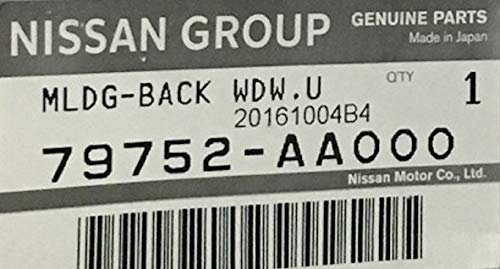 NISSAN GROUP
GENUINE PARTS
Made in Japan
MLDG-BACK WDW.U
QTY 1
20161004B4
79752-AA000
Nissan Motor Co., Ltd.